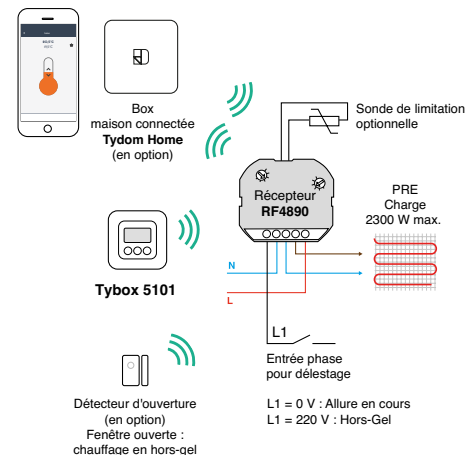 Box
maison connectée
Tydom Home
(en option)
Sonde de limitation
optionnelle
Récepteur
RF4890
PRE
Charge
2300 W max.
N
L
Tybox 5101
L1
Entrée phase
pour délestage
Détecteur d'ouverture
(en option)
Fenêtre ouverte :
chauffage en hors-gel
L1 = 0 V : Allure en cours
L1 = 220 V : Hors-Gel